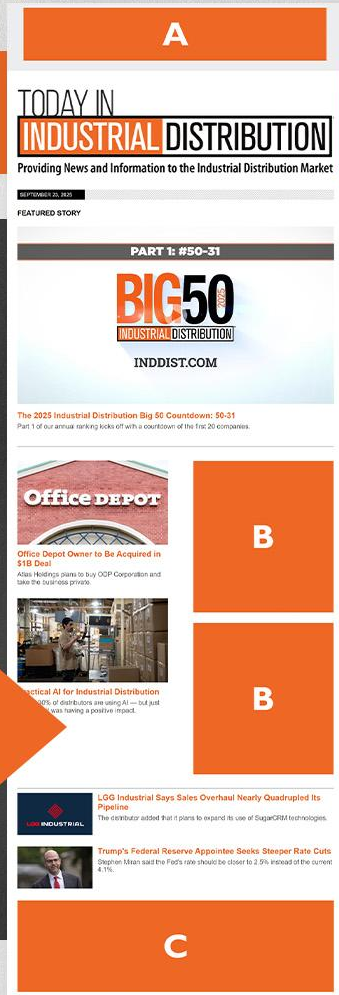 A
TODAY IN
INDUSTRIAL DISTRIBUTION
Providing News and Information to the Industrial Distribution Market
SEPTEMBER 23, 2025
FEATURED STORY
PART 1: #50-31
BIG50
2025
INDUSTRIAL DISTRIBUTION
INDDIST.COM
The 2025 Industrial Distribution Big 50 Countdown: 50-31
Part 1 of our annual ranking kicks off with a countdown of the first 20 companies.
Office DEPOT
Office Depot Owner to Be Acquired in
$1B Deal
Atlas Holdings plans to buy ODP Corporation and
take the business private.
B
actical AI for Industrial Distribution
% of distributors are using AI — but just
was having a positive impact.
B
LGG INDUSTRIAL
LGG Industrial Says Sales Overhaul Nearly Quadrupled Its
Pipeline
The distributor added that it plans to expand its use of SugarCRM technologies.
Trump's Federal Reserve Appointee Seeks Steeper Rate Cuts
Stephen Miran said the Fed's rate should be closer to 2.5% instead of the current
4.1%.
C